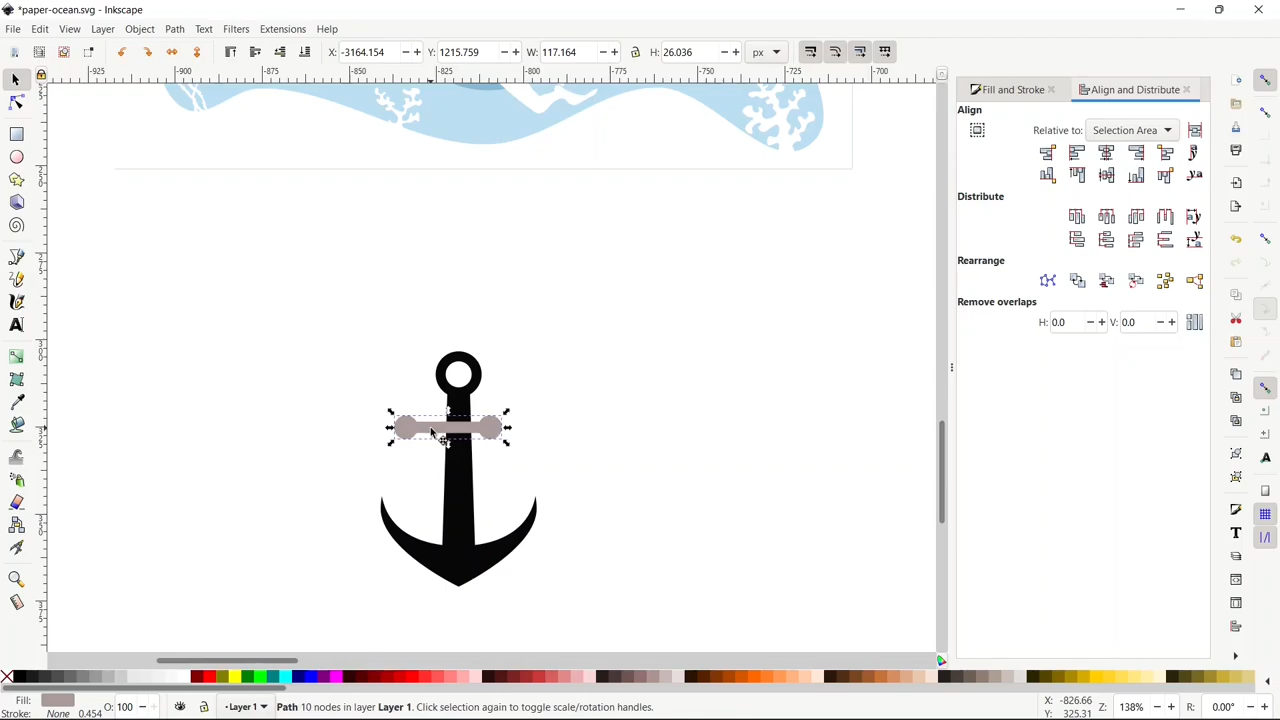 *paper-ocean.svg - Inkscape
File Edit View Layer Object Path Text Filters Extensions Help
X: -3164.154 Y: 1215.759 W: 117.164 H: 26.036 px
-925 -900 -875 -850 -825 -800 -775 -750 -725 -700
Fill and Stroke Align and Distribute
Align
Relative to: Selection Area
Distribute
Rearrange
Remove overlaps
H: 0.0 V: 0.0
Fill: O: 100 Layer 1 Path 10 nodes in layer Layer 1. Click selection again to toggle scale/rotation handles. X: -826.66 Z: 138% R: 0.00°
Stroke: None 0.454 Y: 325.31